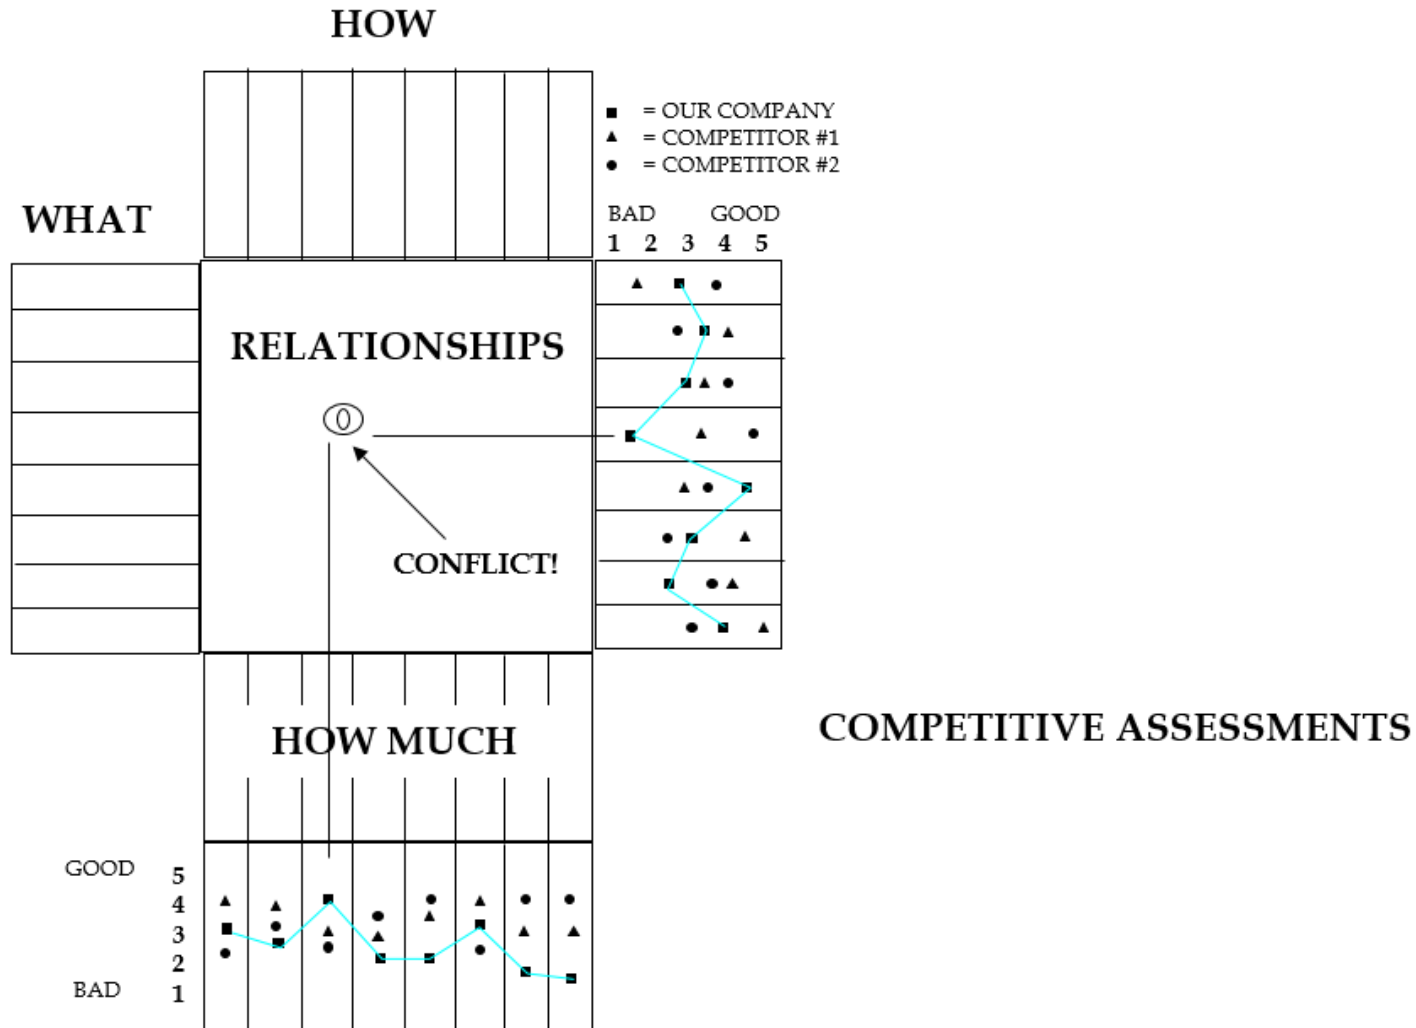 HOW
= OUR COMPANY
= COMPETITOR #1
= COMPETITOR #2
WHAT
BAD GOOD
1 2 3 4 5
RELATIONSHIPS
CONFLICT!
HOW MUCH
COMPETITIVE ASSESSMENTS
GOOD 5
4
3
2
BAD 1